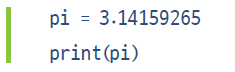 pi = 3.14159265
print(pi)